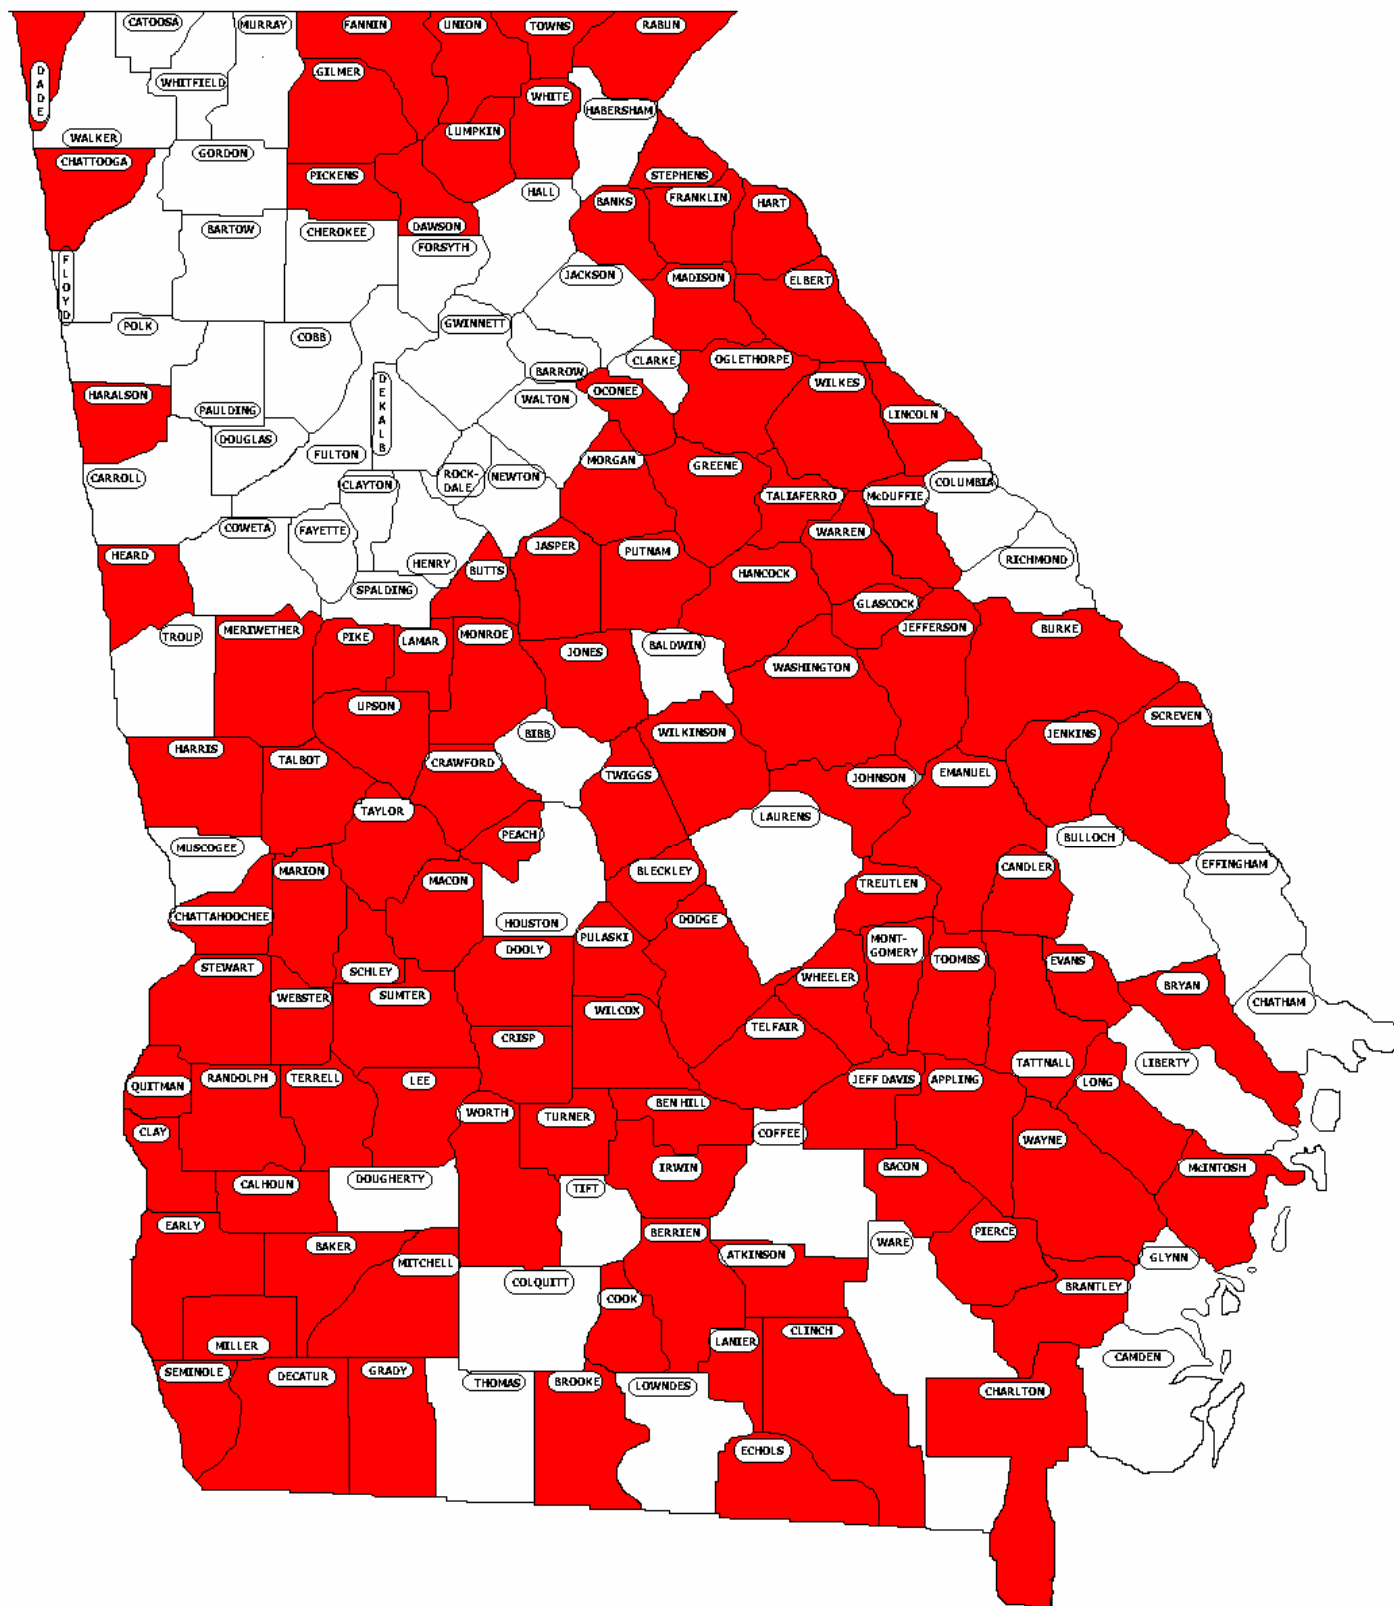 CATOOSA
MURRAY
FANNIN
UNION
TOWNS
RABUN
DADE
WHITFIELD
GILMER
WHITE
HABERSHAM
WALKER
LUMPKIN
CHATTOOGA
GORDON
PICKENS
STEPHENS
HALL
BANKS
FRANKLIN
HART
BARTOW
CHEROKEE
DAWSON
FORSYTH
FLOYD
JACKSON
MADISON
ELBERT
POLK
COBB
GWINNETT
BARROW
CLARKE
OGLETHORPE
HARALSON
PAULDING
DEKALB
WALTON
OCONEE
WILKES
LINCOLN
DOUGLAS
FULTON
CARROLL
CLAYTON
ROCK-
DALE
NEWTON
MORGAN
GREENE
TALIAFERRO
McDUFFIE
COLUMBIA
COWETA
FAYETTE
WARREN
HEARD
HENRY
BUTTS
JASPER
PUTNAM
HANCOCK
RICHMOND
SPALDING
GLASCOCK
TROUP
MERIWETHER
PIKE
LAMAR
MONROE
JONES
BALDWIN
WASHINGTON
JEFFERSON
BURKE
UPSON
HARRIS
TALBOT
CRAWFORD
BIBB
TWIGGS
WILKINSON
JOHNSON
EMANUEL
JENKINS
SCREVEN
TAYLOR
PEACH
LAURENS
BULLOCH
EFFINGHAM
MUSCOGEE
MARION
MACON
BLECKLEY
TREUTLEN
CANDLER
CHATTAHOOCHEE
HOUSTON
PULASKI
DODGE
MONT-
GOMERY
STEWART
SCHLEY
DOOLY
WHEELER
TOOMBS
EVANS
BRYAN
WEBSTER
SUMTER
WILCOX
CHATHAM
CRISP
TELFAIR
QUITMAN
RANDOLPH
TERRELL
LEE
JEFF DAVIS
APPLING
TATTNALL
LONG
LIBERTY
CLAY
WORTH
TURNER
BEN HILL
COFFEE
WAYNE
CALHOUN
DOUGHERTY
TIFT
IRWIN
BACON
McINTOSH
EARLY
BAKER
MITCHELL
BERRIEN
ATKINSON
WARE
PIERCE
GLYNN
COLQUITT
COOK
BRANTLEY
MILLER
LANIER
CLINCH
SEMINOLE
DECATUR
GRADY
THOMAS
BROOKE
LOWNDES
CHARLTON
CAMDEN
ECHOLS